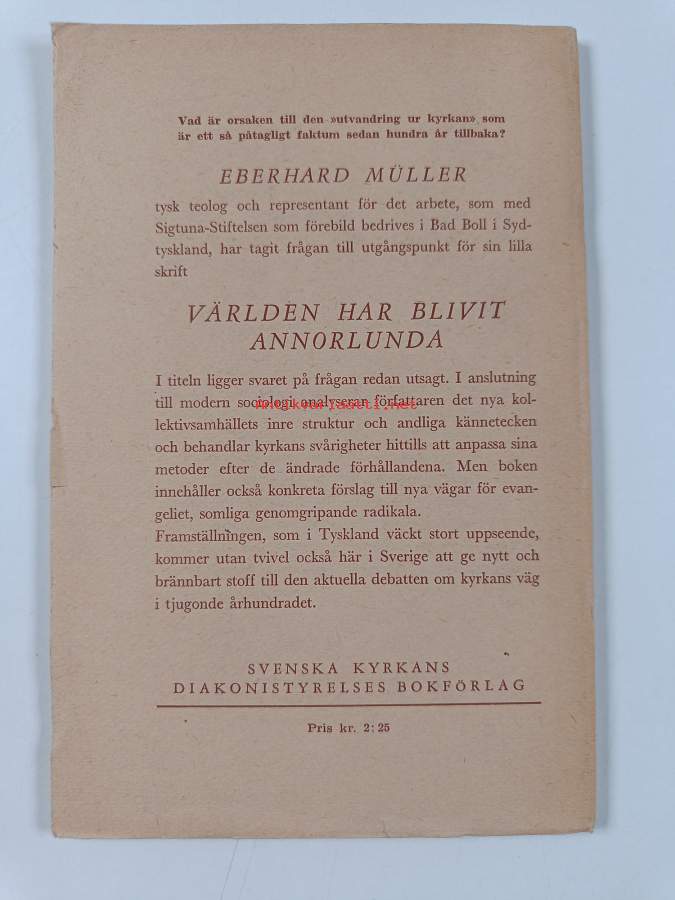 Vad är orsaken till den »utvandring ur kyrkan» som
är ett så påtagligt faktum sedan hundra år tillbaka?
EBERHARD MÜLLER
tysk teolog och representant för det arbete, som med
Sigtuna-Stiftelsen som förebild bedrives i Bad Boll i Syd-
tyskland, har tagit frågan till utgångspunkt för sin lilla
skrift
VÄRLDEN HAR BLIVIT
ANNORLUNDA
I titeln ligger svaret på frågan redan utsagt. I anslutning
till modern sociologi analyserar författaren det nya kol-
Antikvariaatti.net
lektivsamhällets inre struktur och andliga kännetecken
och behandlar kyrkans svårigheter hittills att anpassa sina
metoder efter de ändrade förhållandena. Men boken
innehåller också konkreta förslag till nya vägar för evan-
geliet, somliga genomgripande radikala.
Framställningen, som i Tyskland väckt stort uppseende,
kommer utan tvivel också här i Sverige att ge nytt och
brännbart stoff till den aktuella debatten om kyrkans väg
i tjugonde århundradet.
SVENSKA KYRKANS
DIAKONISTYRELSES BOKFÖRLAG
Pris kr. 2:25